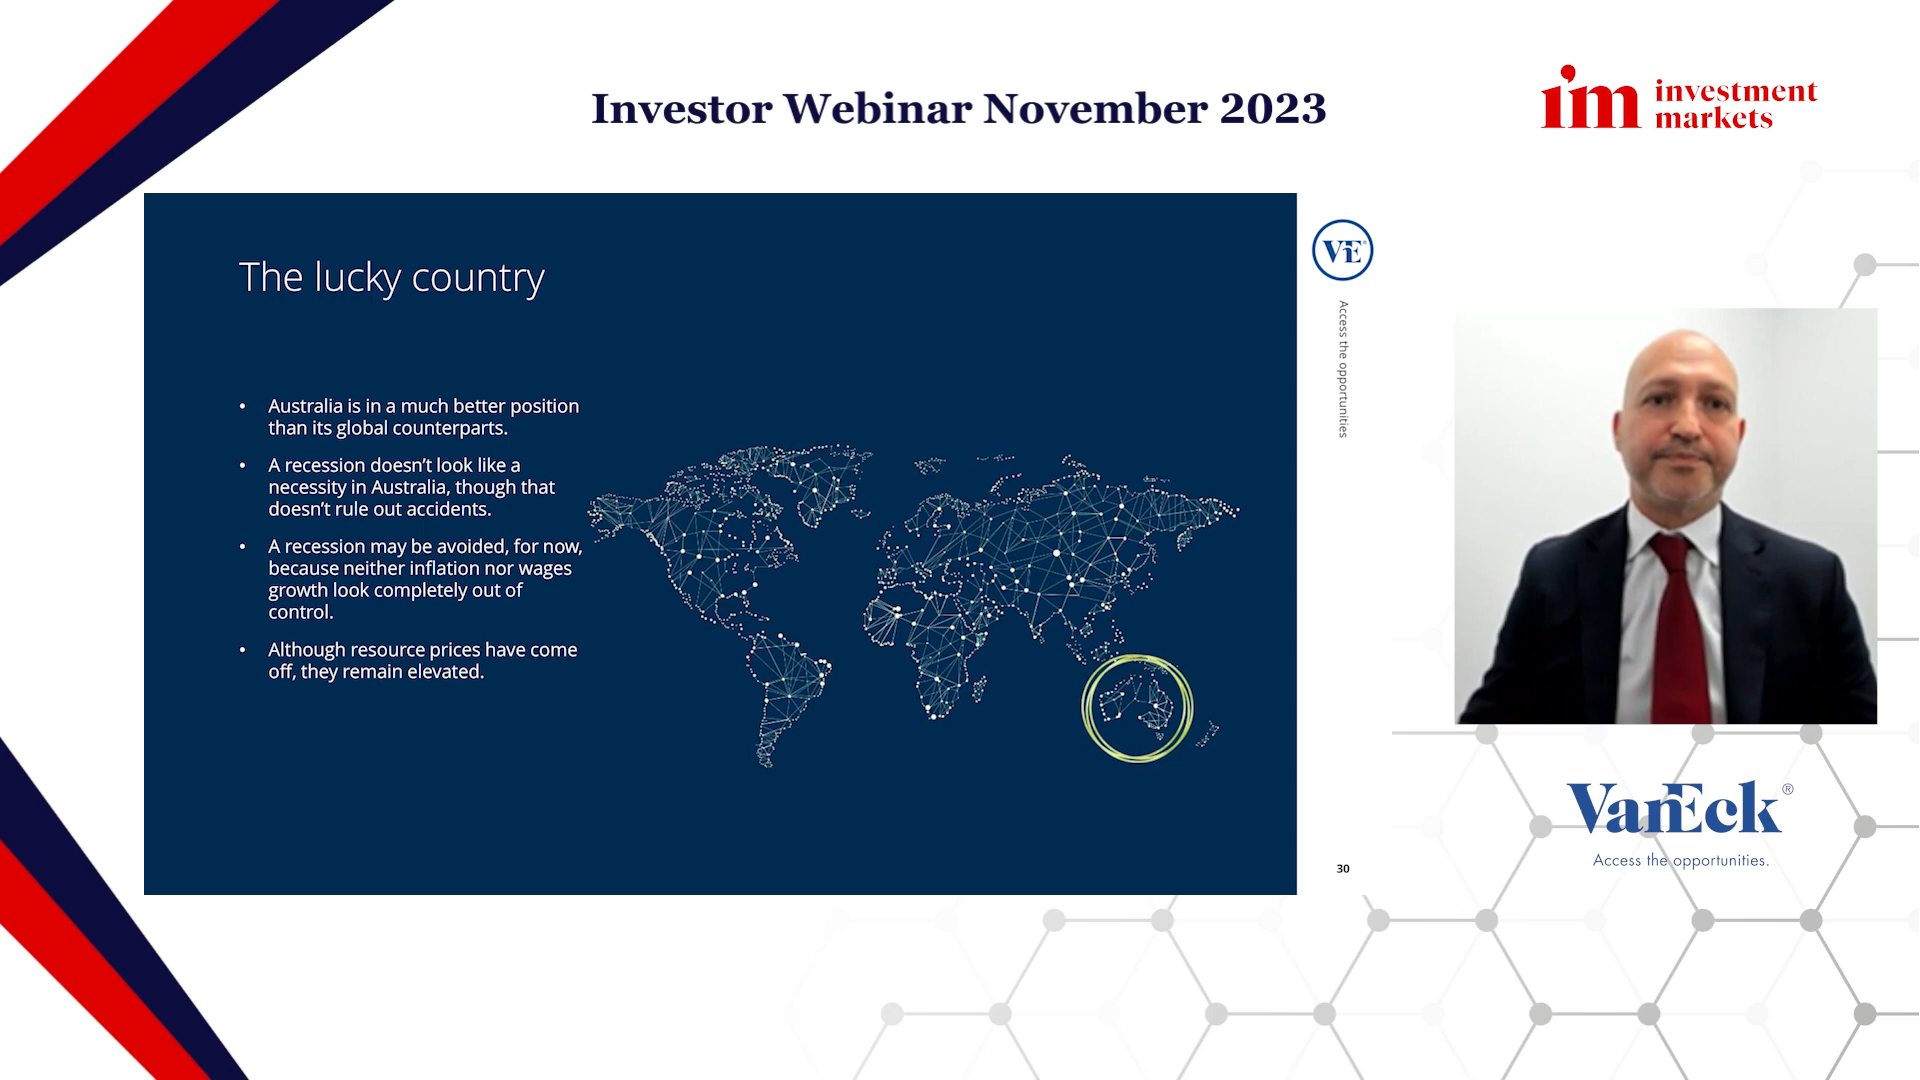 Investor Webinar November 2023
im investment
markets
The lucky country
• Australia is in a much better position
than its global counterparts.
• A recession doesn’t look like a
necessity in Australia, though that
doesn’t rule out accidents.
• A recession may be avoided, for now,
because neither inflation nor wages
growth look completely out of
control.
• Although resource prices have come
off, they remain elevated.
VE
Access the opportunities
30
VanEck®
Access the opportunities.